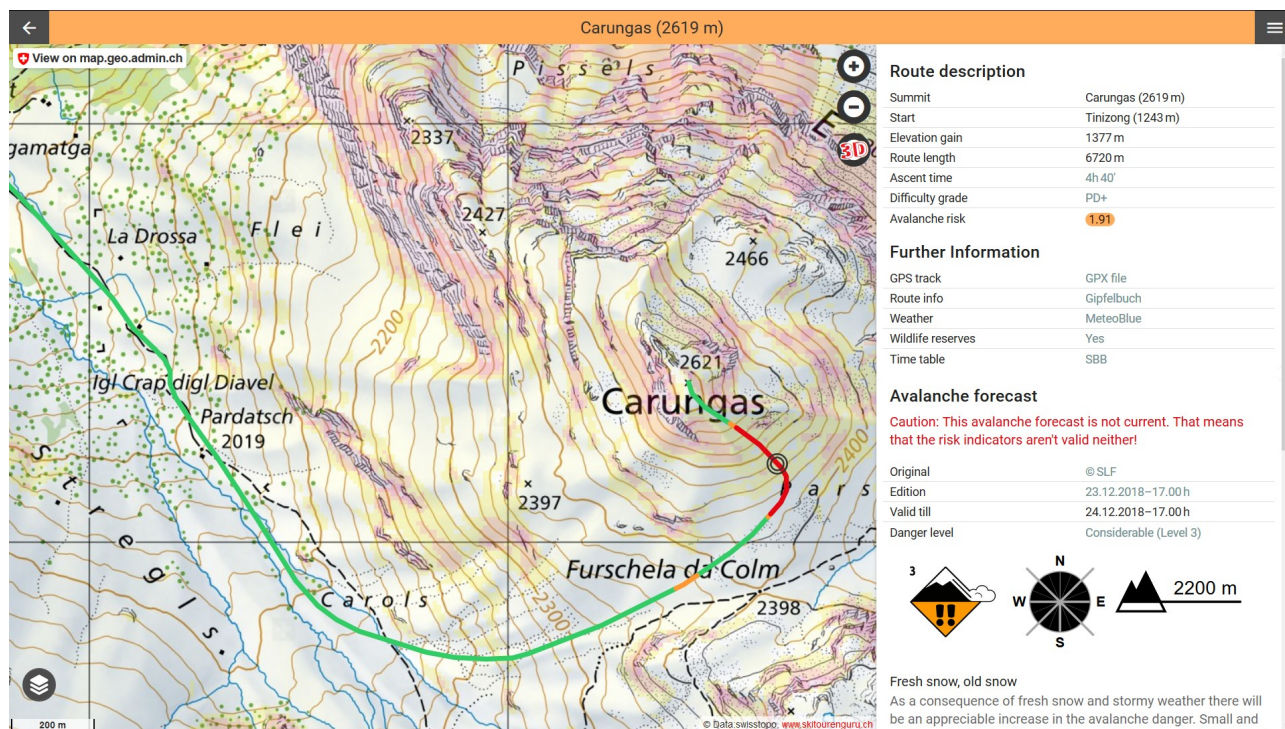 Carungas (2619 m)
View on map.geo.admin.ch
Pissèls
2337
gamatga
3D
2427
La Drossa
Flei
2466
2200
2621
Igl Crap digl Diavel
Carungas
Pardatsch
2019
2400
2397
Pars
Stregls
Furschela da Colm
Carols
2300
2398
200 m
© Data:swisstopo, www.skitourenguru.ch
Route description
Summit Carungas (2619 m)
Start Tinizong (1243 m)
Elevation gain 1377 m
Route length 6720 m
Ascent time 4h 40'
Difficulty grade PD+
Avalanche risk 1.91
Further Information
GPS track GPX file
Route info Gipfelbuch
Weather MeteoBlue
Wildlife reserves Yes
Time table SBB
Avalanche forecast
Caution: This avalanche forecast is not current. That means
that the risk indicators aren't valid neither!
Original © SLF
Edition 23.12.2018–17.00 h
Valid till 24.12.2018–17.00 h
Danger level Considerable (Level 3)
3
N
W E
S
2200 m
Fresh snow, old snow
As a consequence of fresh snow and stormy weather there will
be an appreciable increase in the avalanche danger. Small and